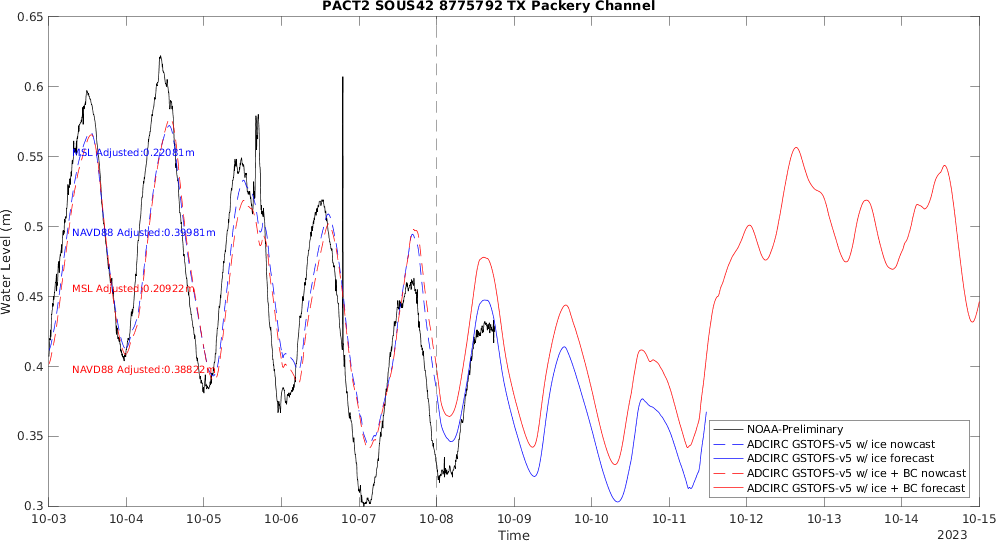 PACT2 SOUS42 8775792 TX Packery Channel
0.65
0.6
0.55
0.5
0.45
0.4
0.35
0.3
Water Level (m)
MSL Adjusted:0.22081m
NAVD88 Adjusted:0.39981m
MSL Adjusted:0.20922m
NAVD88 Adjusted:0.38822m
NOAA-Preliminary
ADCIRC GSTOFS-v5 w/ ice nowcast
ADCIRC GSTOFS-v5 w/ ice forecast
ADCIRC GSTOFS-v5 w/ ice + BC nowcast
ADCIRC GSTOFS-v5 w/ ice + BC forecast
10-03 10-04 10-05 10-06 10-07 10-08 10-09 10-10 10-11 10-12 10-13 10-14 10-15
Time
2023